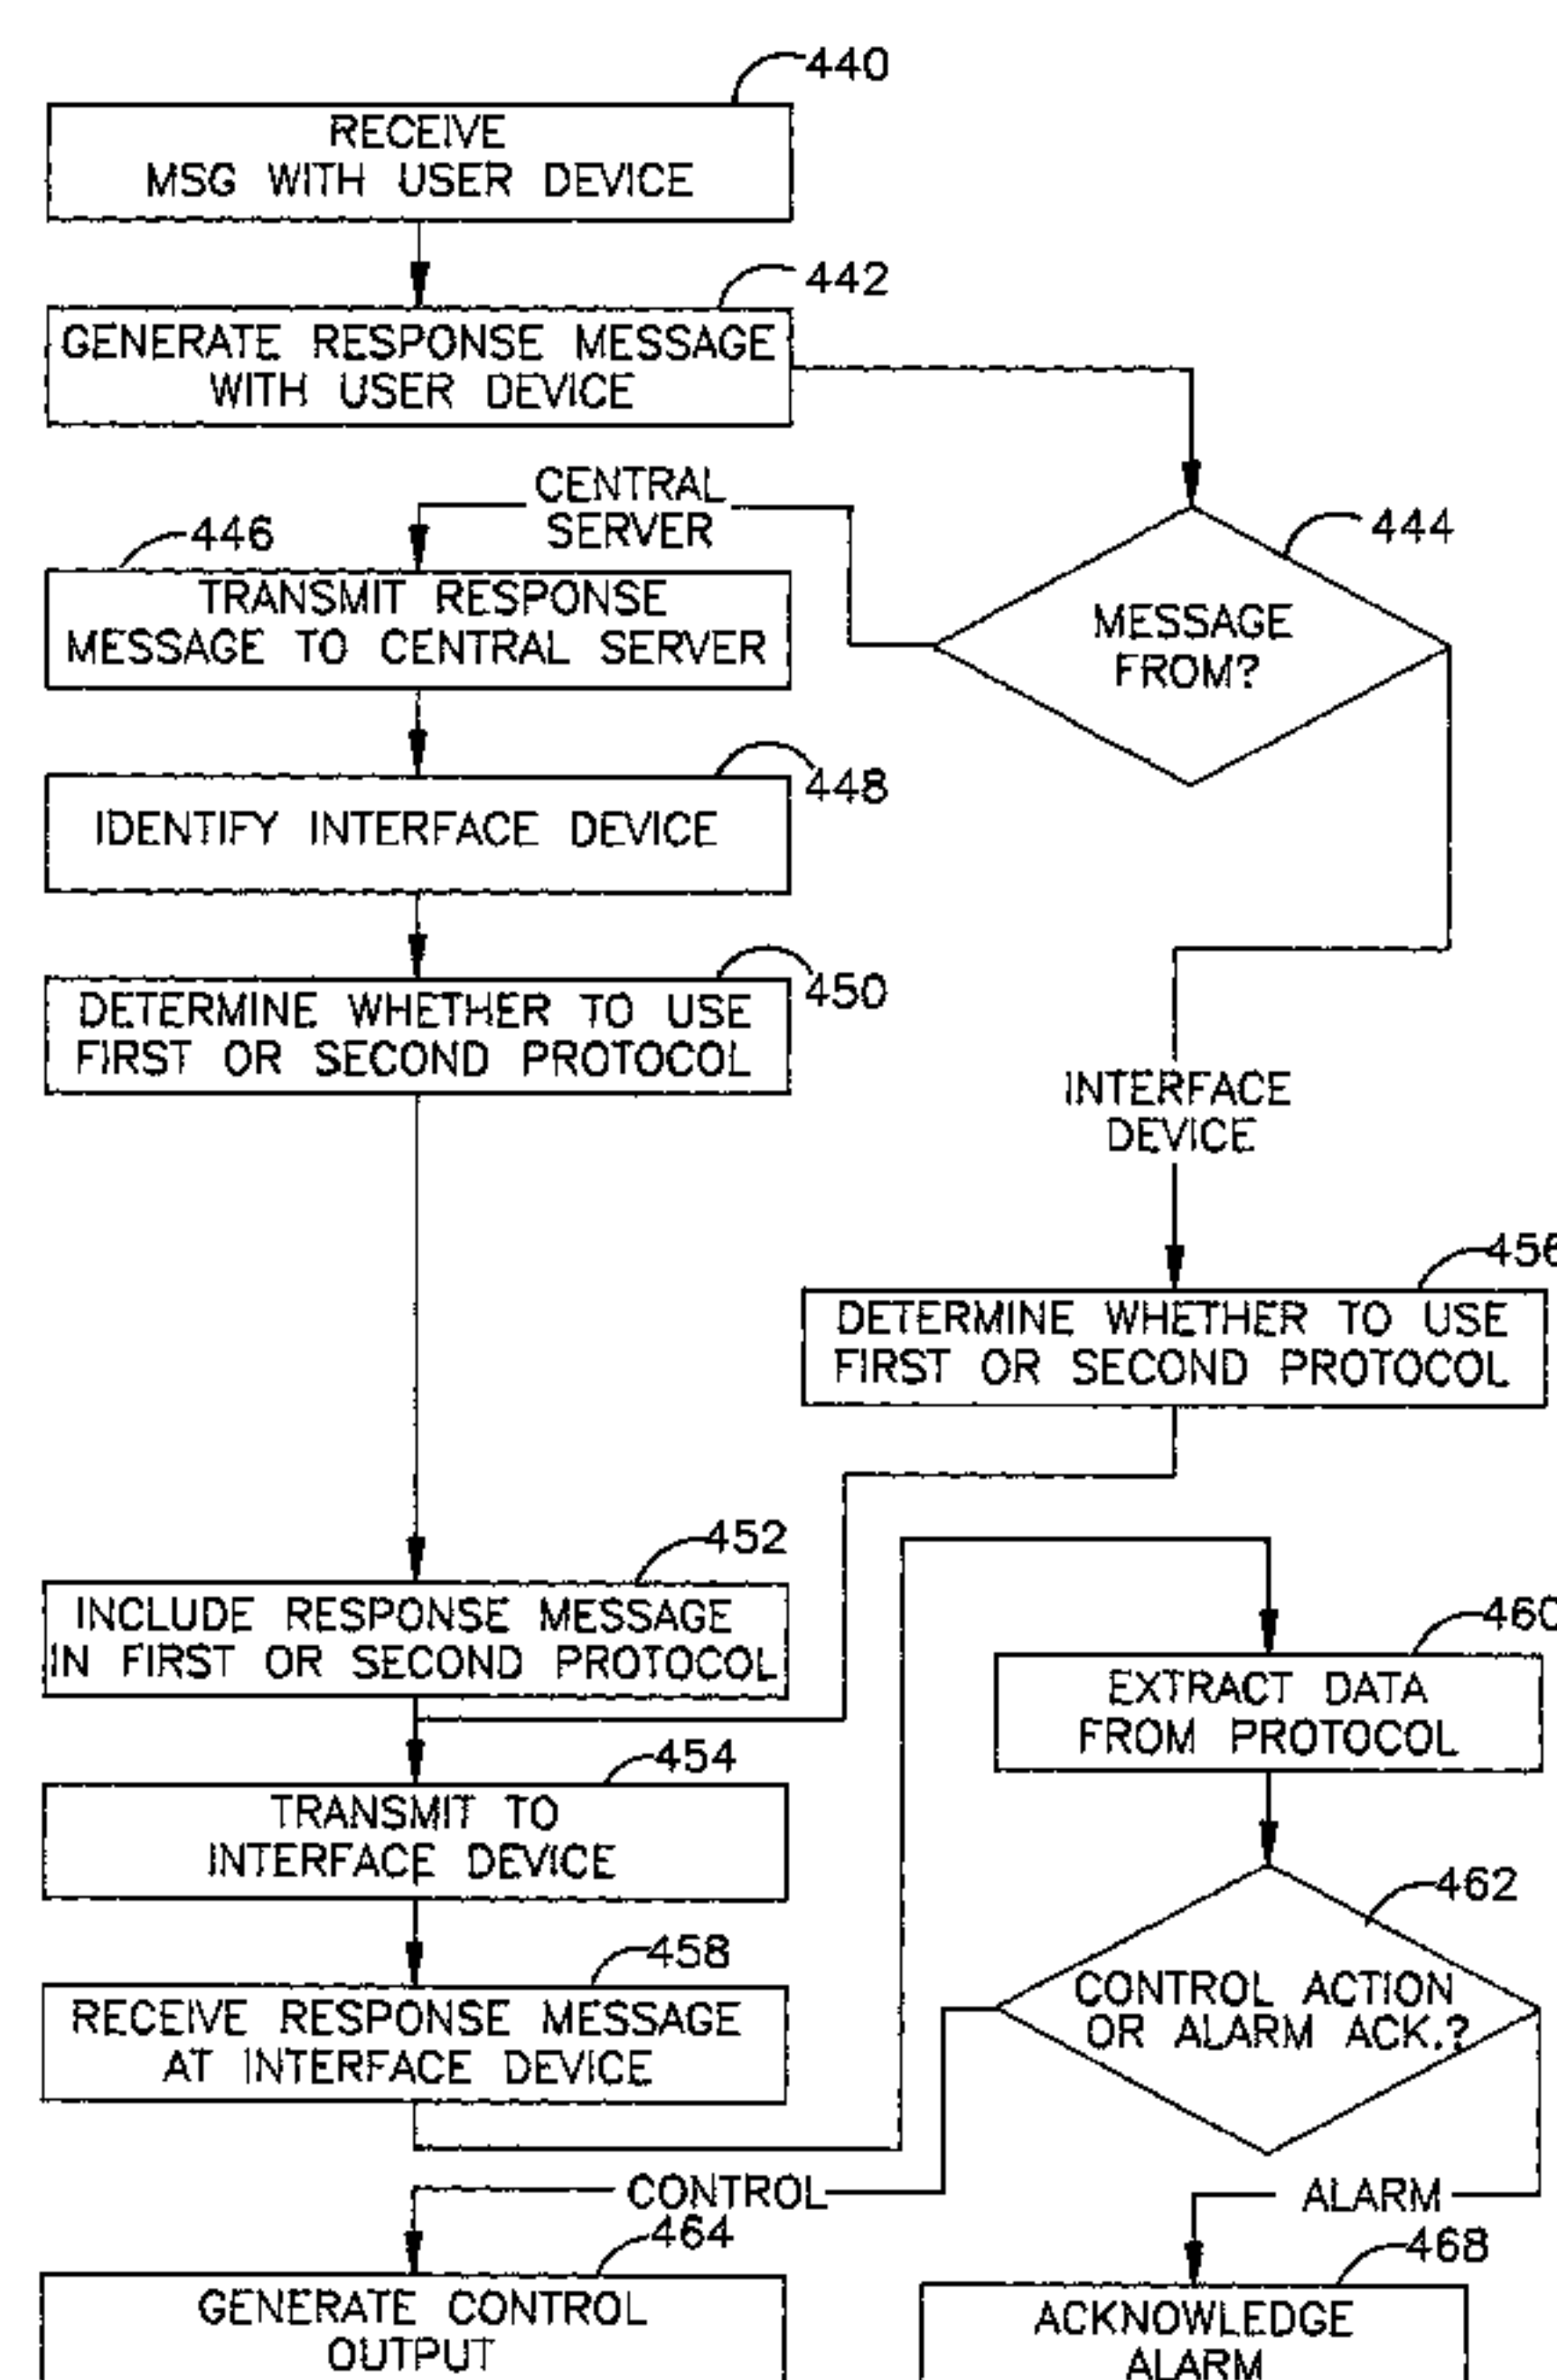 440
RECEIVE
MSG WITH USER DEVICE
442
GENERATE RESPONSE MESSAGE
WITH USER DEVICE
CENTRAL
SERVER
444
MESSAGE
FROM?
446
TRANSMIT RESPONSE
MESSAGE TO CENTRAL SERVER
448
IDENTIFY INTERFACE DEVICE
450
DETERMINE WHETHER TO USE
FIRST OR SECOND PROTOCOL
INTERFACE
DEVICE
456
DETERMINE WHETHER TO USE
FIRST OR SECOND PROTOCOL
452
INCLUDE RESPONSE MESSAGE
IN FIRST OR SECOND PROTOCOL
454
TRANSMIT TO
INTERFACE DEVICE
458
RECEIVE RESPONSE MESSAGE
AT INTERFACE DEVICE
460
EXTRACT DATA
FROM PROTOCOL
462
CONTROL ACTION
OR ALARM ACK.?
CONTROL
464
GENERATE CONTROL
OUTPUT
ALARM
468
ACKNOWLEDGE
ALARM